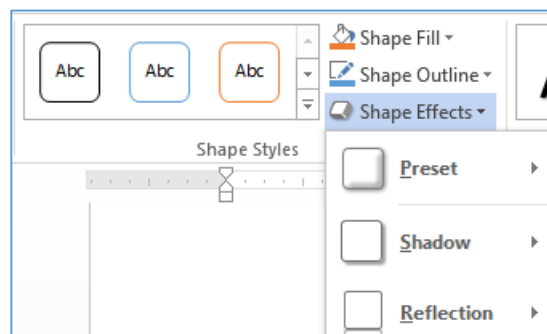 Abc Abc Abc
Shape Fill
Shape Outline
Shape Effects
Shape Styles
Preset
Shadow
Reflection